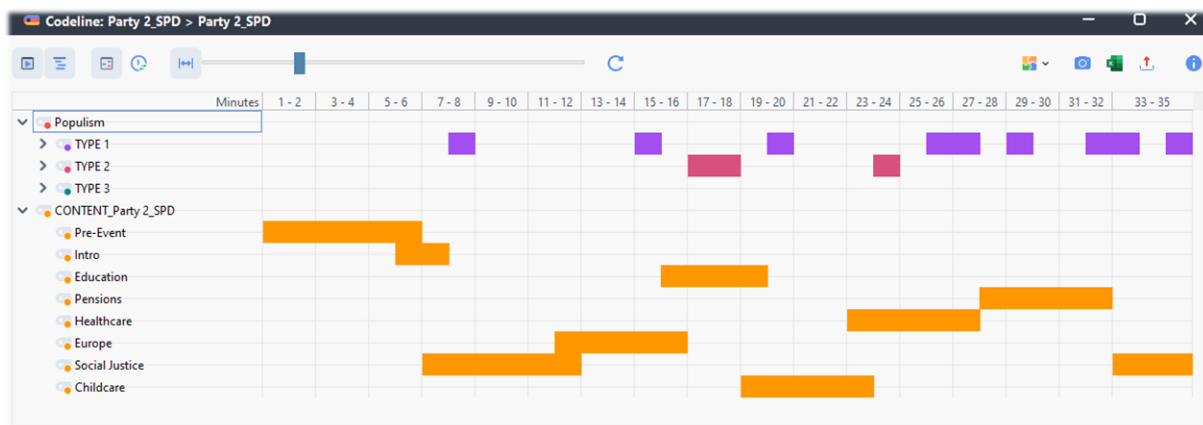 Codeline: Party 2_SPD > Party 2_SPD
Minutes 1 - 2 3 - 4 5 - 6 7 - 8 9 - 10 11 - 12 13 - 14 15 - 16 17 - 18 19 - 20 21 - 22 23 - 24 25 - 26 27 - 28 29 - 30 31 - 32 33 - 35
Populism
TYPE 1
TYPE 2
TYPE 3
CONTENT_Party 2_SPD
Pre-Event
Intro
Education
Pensions
Healthcare
Europe
Social Justice
Childcare